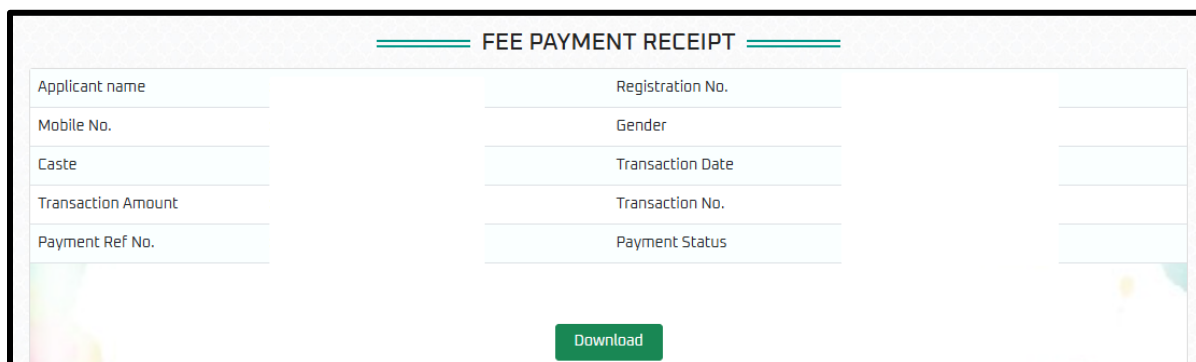 FEE PAYMENT RECEIPT
Applicant name Registration No.
Mobile No. Gender
Caste Transaction Date
Transaction Amount Transaction No.
Payment Ref No. Payment Status
Download